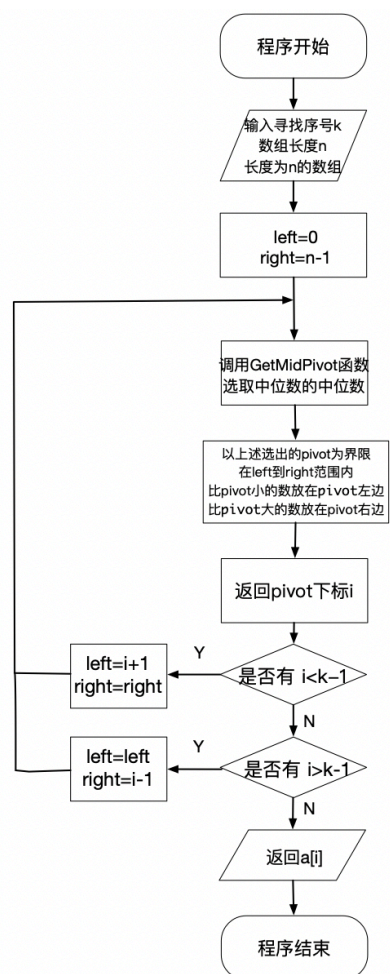 程序开始
输入寻找序号k
数组长度n
长度为n的数组
left=0
right=n-1
调用GetMidPivot函数
选取中位数的中位数
以上述选出的pivot为界限
在left到right范围内
比pivot小的数放在pivot左边
比pivot大的数放在pivot右边
返回pivot下标i
是否有 i<k−1
Y
left=i+1
right=right
N
是否有 i>k-1
Y
left=left
right=i-1
N
返回a[i]
程序结束